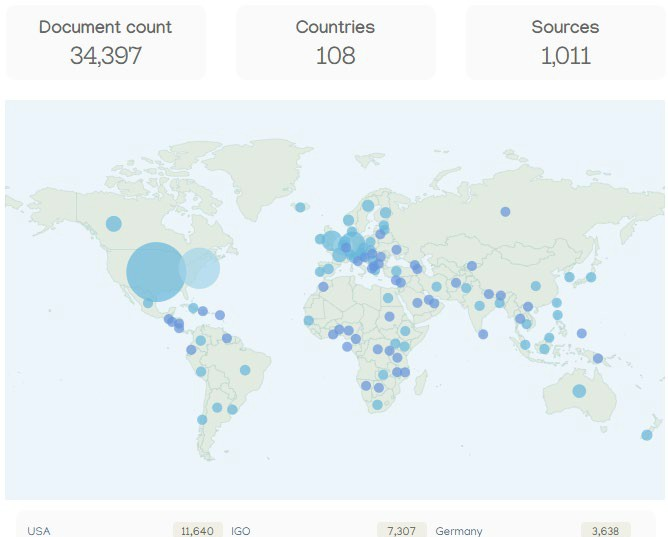 Document count Countries Sources
34,397 108 1,011
USA 11,640 IGO 7,307 Germany 3,638